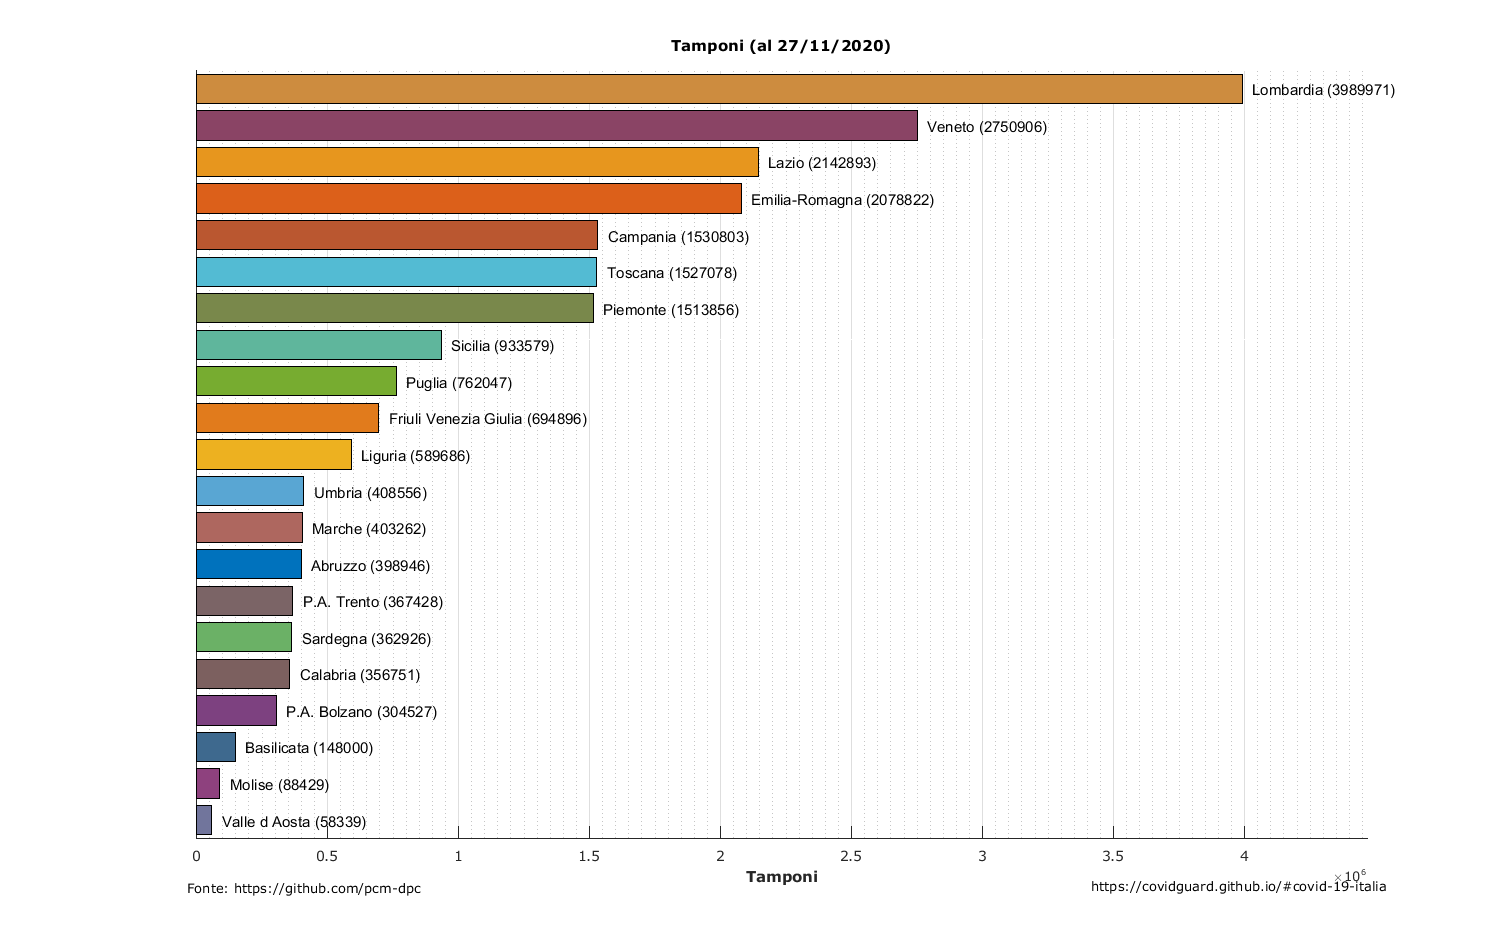 Tamponi (al 27/11/2020)
Lombardia (3989971)
Veneto (2750906)
Lazio (2142893)
Emilia-Romagna (2078822)
Campania (1530803)
Toscana (1527078)
Piemonte (1513856)
Sicilia (933579)
Puglia (762047)
Friuli Venezia Giulia (694896)
Liguria (589686)
Umbria (408556)
Marche (403262)
Abruzzo (398946)
P.A. Trento (367428)
Sardegna (362926)
Calabria (356751)
P.A. Bolzano (304527)
Basilicata (148000)
Molise (88429)
Valle d Aosta (58339)
0 0.5 1 1.5 2 2.5 3 3.5 4
Tamponi
×10⁶
Fonte: https://github.com/pcm-dpc
https://covidguard.github.io/#covid-19-italia